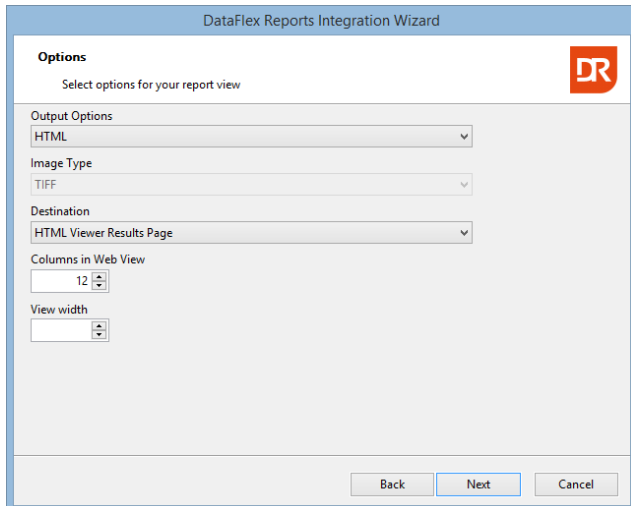 DataFlex Reports Integration Wizard
Options
Select options for your report view
DR
Output Options
HTML
Image Type
TIFF
Destination
HTML Viewer Results Page
Columns in Web View
12
View width
Back Next Cancel